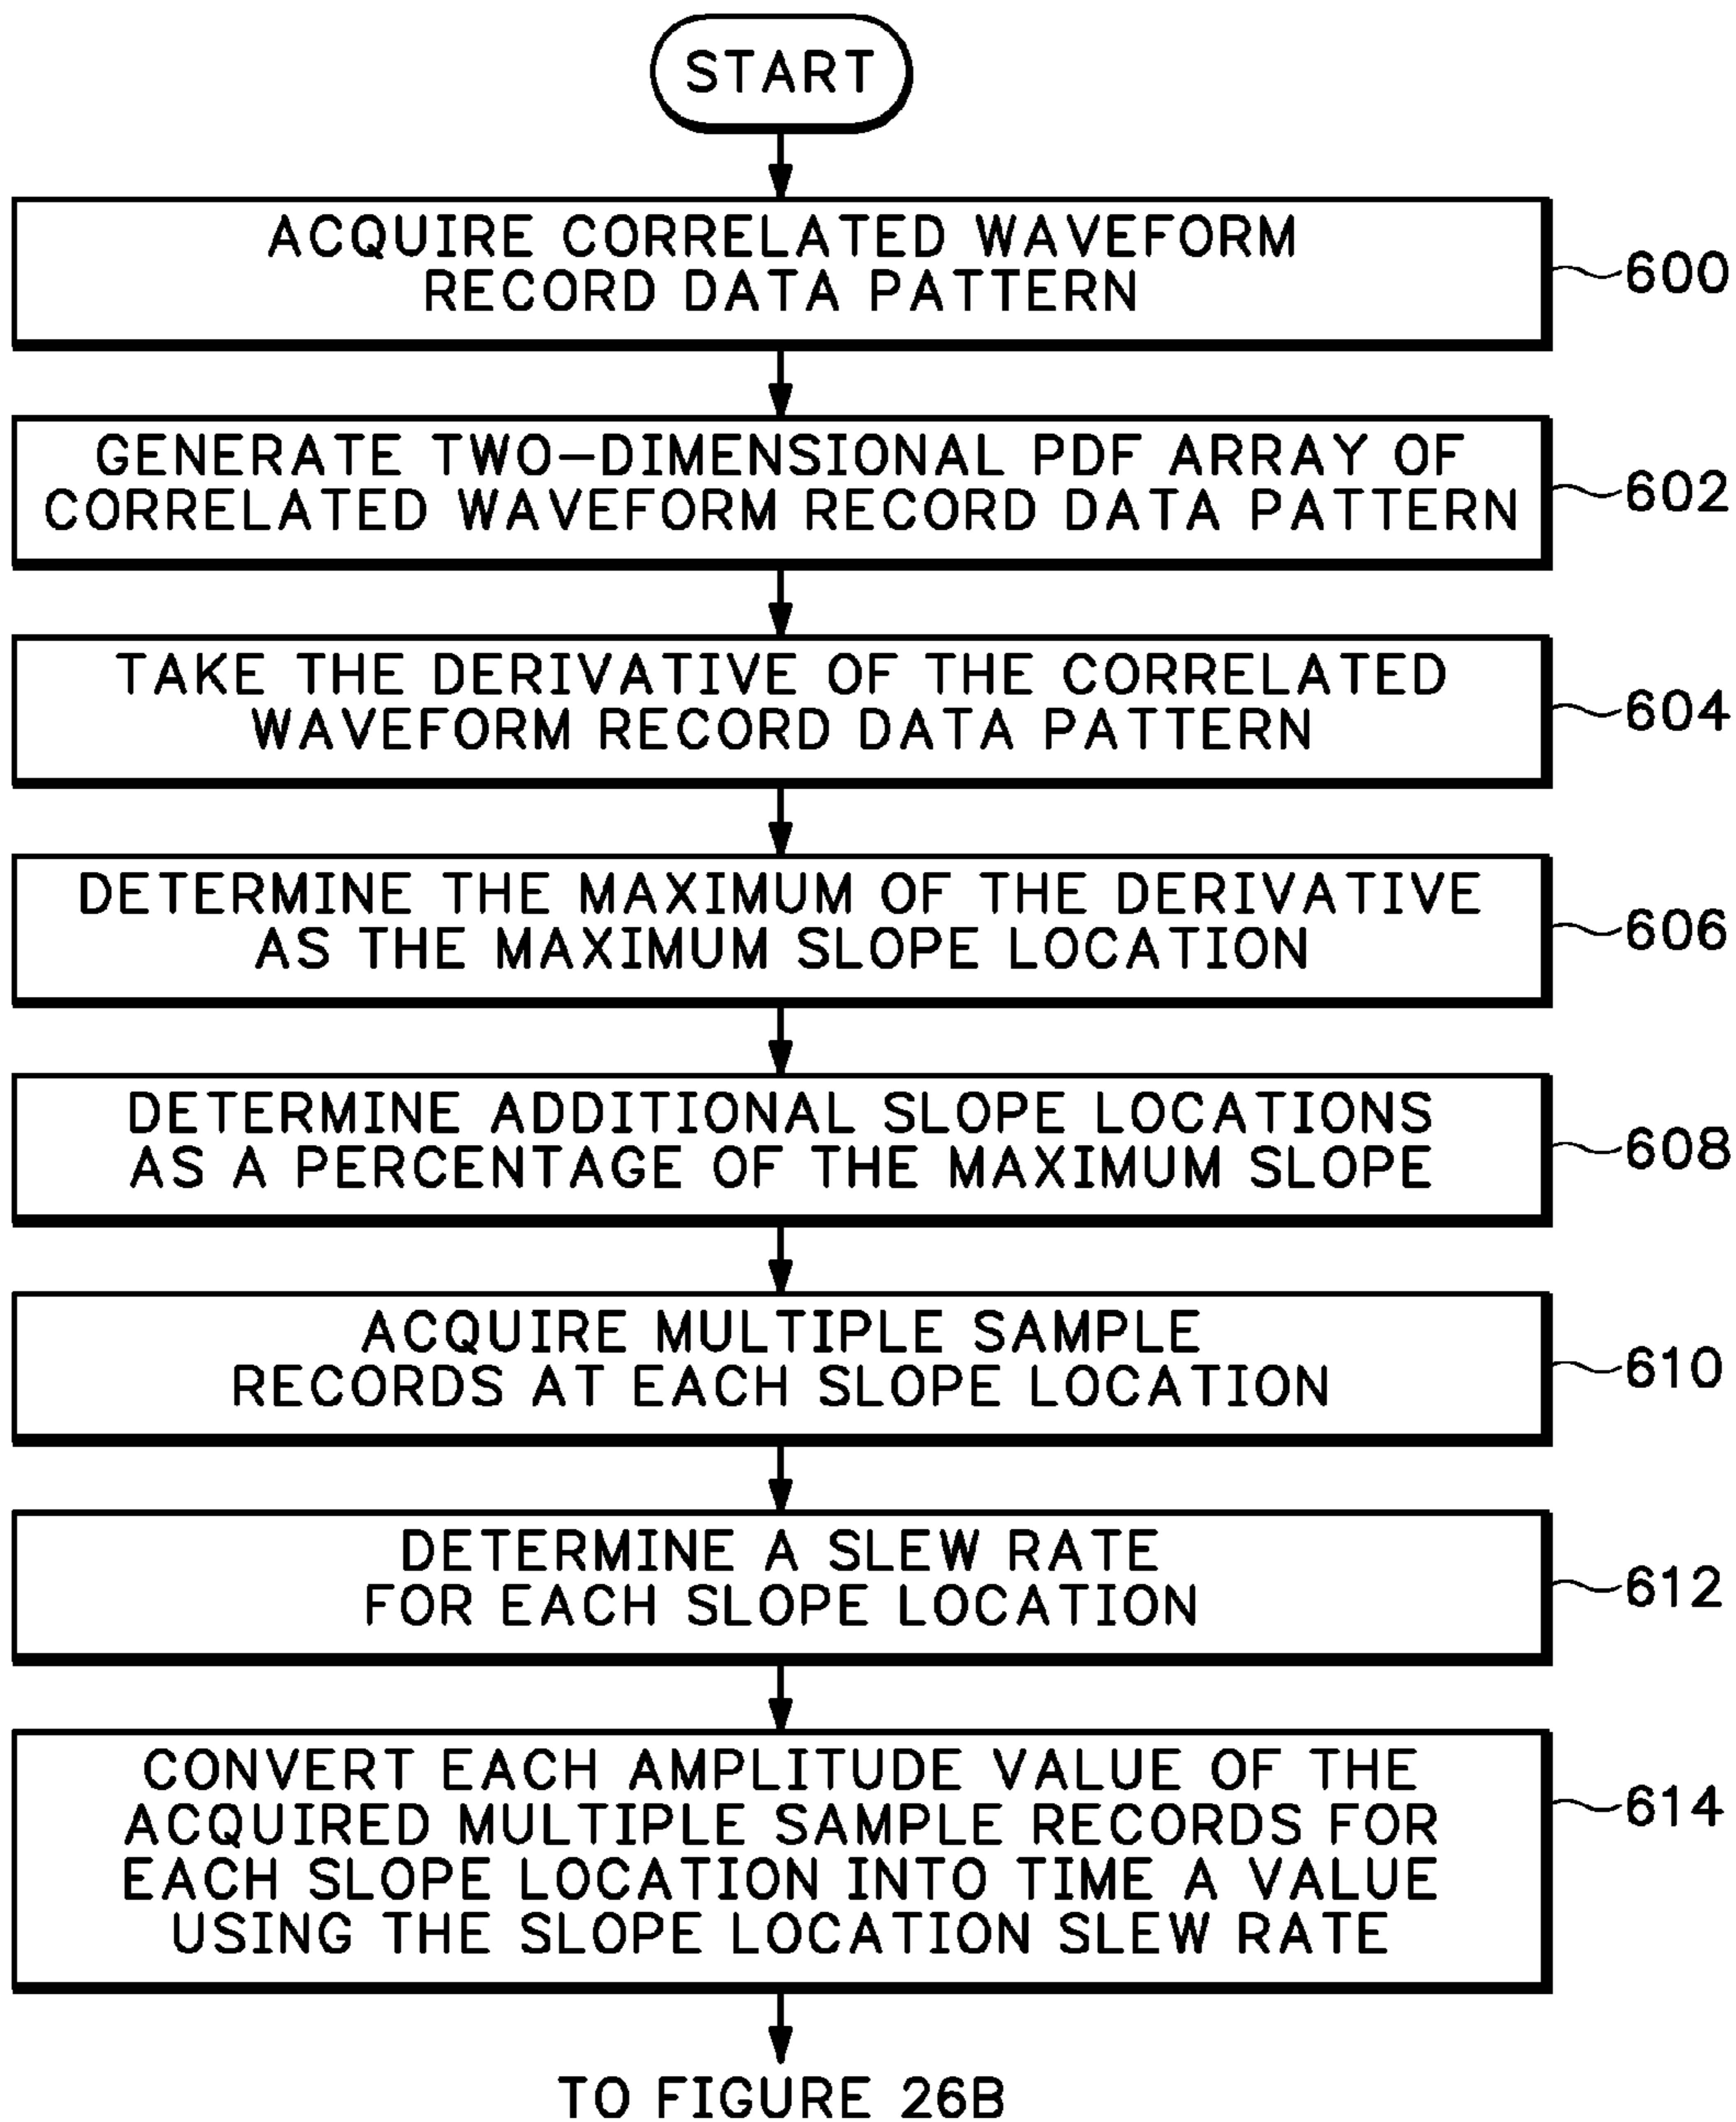 START
ACQUIRE CORRELATED WAVEFORM
RECORD DATA PATTERN
600
GENERATE TWO-DIMENSIONAL PDF ARRAY OF
CORRELATED WAVEFORM RECORD DATA PATTERN
602
TAKE THE DERIVATIVE OF THE CORRELATED
WAVEFORM RECORD DATA PATTERN
604
DETERMINE THE MAXIMUM OF THE DERIVATIVE
AS THE MAXIMUM SLOPE LOCATION
606
DETERMINE ADDITIONAL SLOPE LOCATIONS
AS A PERCENTAGE OF THE MAXIMUM SLOPE
608
ACQUIRE MULTIPLE SAMPLE
RECORDS AT EACH SLOPE LOCATION
610
DETERMINE A SLEW RATE
FOR EACH SLOPE LOCATION
612
CONVERT EACH AMPLITUDE VALUE OF THE
ACQUIRED MULTIPLE SAMPLE RECORDS FOR
EACH SLOPE LOCATION INTO TIME A VALUE
USING THE SLOPE LOCATION SLEW RATE
614
TO FIGURE 26B